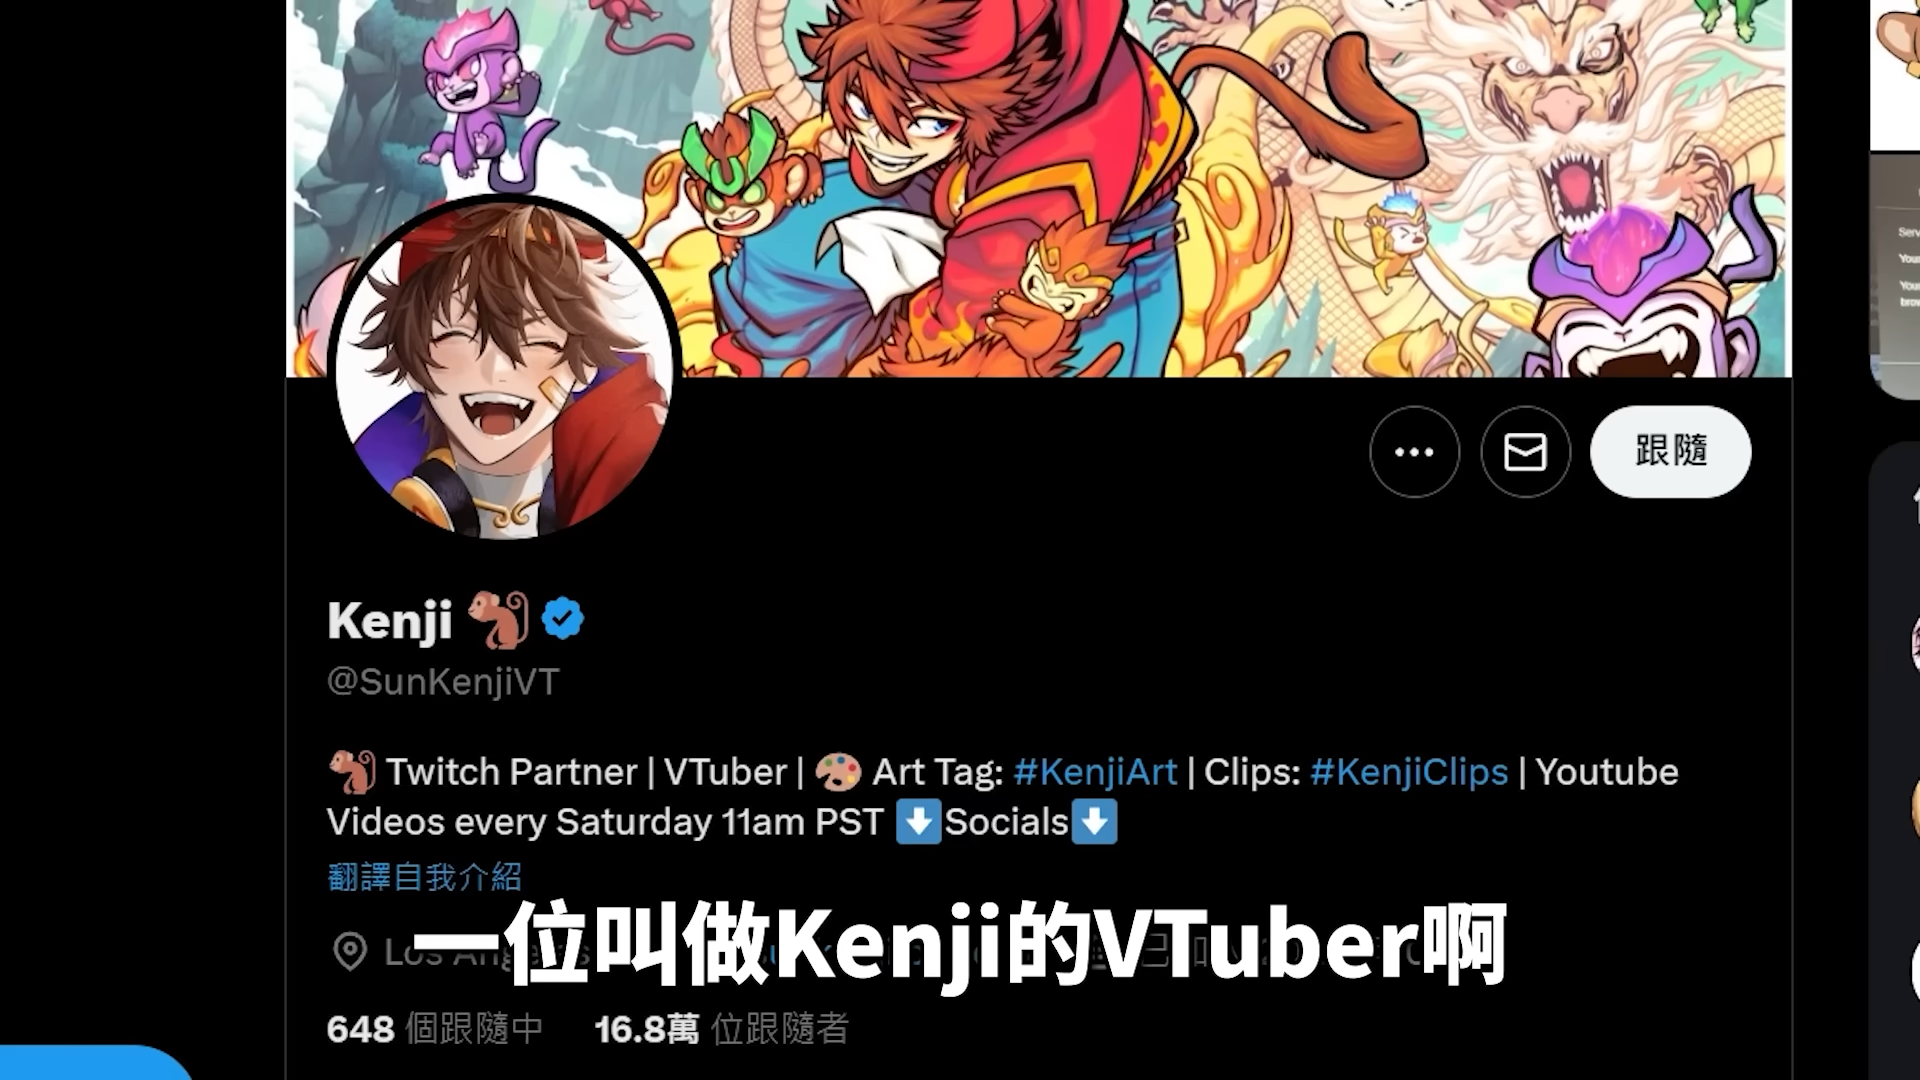 跟隨
Kenji
@SunKenjiVT
Twitch Partner | VTuber | Art Tag: #KenjiArt | Clips: #KenjiClips | Youtube
Videos every Saturday 11am PST Socials
翻譯自我介紹
一位叫做Kenji的VTuber啊
648 個跟隨中 16.8萬 位跟隨者